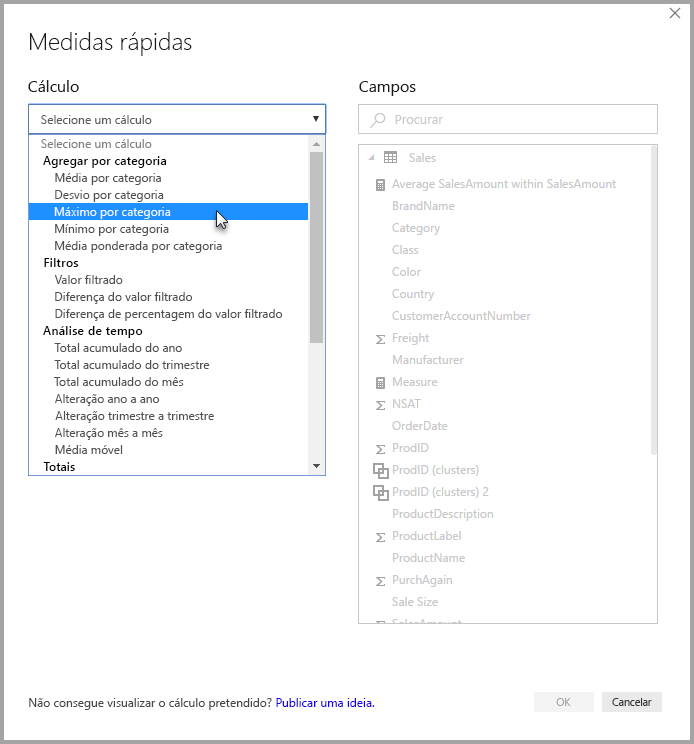 Medidas rápidas
Cálculo
Selecione um cálculo
Selecione um cálculo
Agregar por categoria
Média por categoria
Desvio por categoria
Máximo por categoria
Mínimo por categoria
Média ponderada por categoria
Filtros
Valor filtrado
Diferença do valor filtrado
Diferença de percentagem do valor filtrado
Análise de tempo
Total acumulado do ano
Total acumulado do trimestre
Total acumulado do mês
Alteração ano a ano
Alteração trimestre a trimestre
Alteração mês a mês
Média móvel
Totais
Campos
Procurar
Sales
Average SalesAmount within SalesAmount
BrandName
Category
Class
Color
Country
CustomerAccountNumber
Freight
Manufacturer
Measure
NSAT
OrderDate
ProdID
ProdID (clusters)
ProdID (clusters) 2
ProductDescription
ProductLabel
ProductName
PurchAgain
Sale Size
SalesAmount
Não consegue visualizar o cálculo pretendido? Publicar uma ideia.
OK
Cancelar